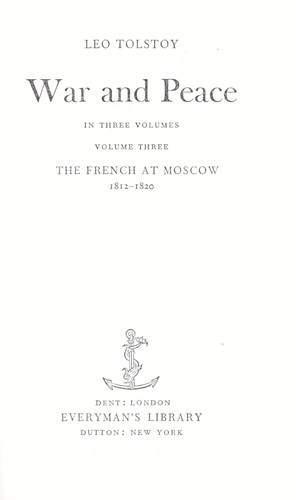 LEO TOLSTOY
War and Peace
IN THREE VOLUMES
VOLUME THREE
THE FRENCH AT MOSCOW
1812–1820
DENT: LONDON
EVERYMAN'S LIBRARY
DUTTON: NEW YORK